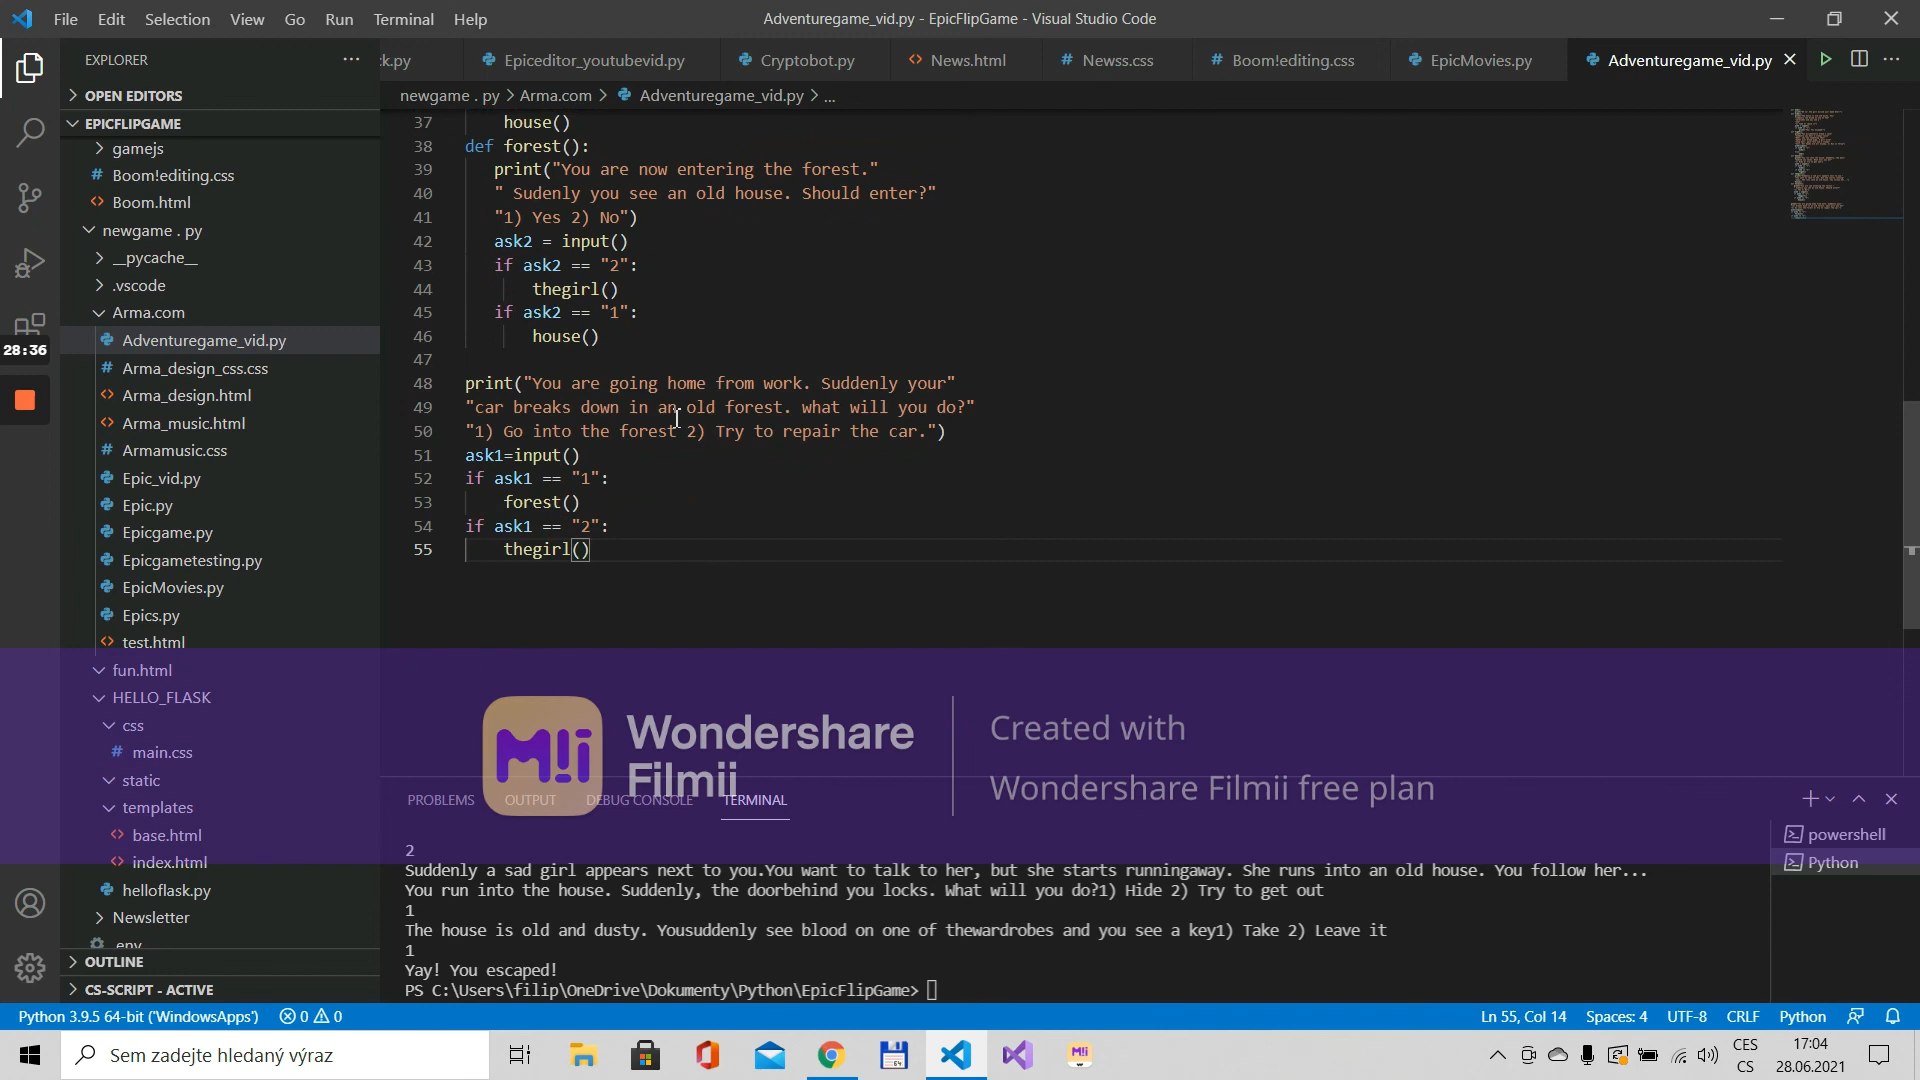 File Edit Selection View Go Run Terminal Help
Adventuregame_vid.py - EpicFlipGame - Visual Studio Code
EXPLORER
k.py Epiceditor_youtubevid.py Cryptobot.py News.html Newss.css Boom!editing.css EpicMovies.py Adventuregame_vid.py
newgame . py > Arma.com > Adventuregame_vid.py > ...
OPEN EDITORS
EPICFLIPGAME
gamejs
Boom!editing.css
Boom.html
newgame . py
__pycache__
.vscode
Arma.com
Adventuregame_vid.py
Arma_design_css.css
Arma_design.html
Arma_music.html
Armamusic.css
Epic_vid.py
Epic.py
Epicgame.py
Epicgametesting.py
EpicMovies.py
Epics.py
test.html
fun.html
HELLO_FLASK
css
main.css
static
templates
base.html
index.html
helloflask.py
Newsletter
.env
OUTLINE
CS-SCRIPT - ACTIVE
28:36
37 house()
38 def forest():
39 print("You are now entering the forest."
40 " Sudenly you see an old house. Should enter?"
41 "1) Yes 2) No")
42 ask2 = input()
43 if ask2 == "2":
44 thegirl()
45 if ask2 == "1":
46 house()
47
48 print("You are going home from work. Suddenly your"
49 "car breaks down in an old forest. what will you do?"
50 "1) Go into the forest 2) Try to repair the car.")
51 ask1=input()
52 if ask1 == "1":
53 forest()
54 if ask1 == "2":
55 thegirl()
Wondershare
Filmii
Created with
Wondershare Filmii free plan
PROBLEMS OUTPUT DEBUG CONSOLE TERMINAL
powershell
Python
2
Suddenly a sad girl appears next to you.You want to talk to her, but she starts runningaway. She runs into an old house. You follow her...
You run into the house. Suddenly, the doorbehind you locks. What will you do?1) Hide 2) Try to get out
1
The house is old and dusty. Yousuddenly see blood on one of thewardrobes and you see a key1) Take 2) Leave it
1
Yay! You escaped!
PS C:\Users\filip\OneDrive\Dokumenty\Python\EpicFlipGame>
Python 3.9.5 64-bit ('WindowsApps') 0 0 Ln 55, Col 14 Spaces: 4 UTF-8 CRLF Python
Sem zadejte hledaný výraz
CES
CS
17:04
28.06.2021